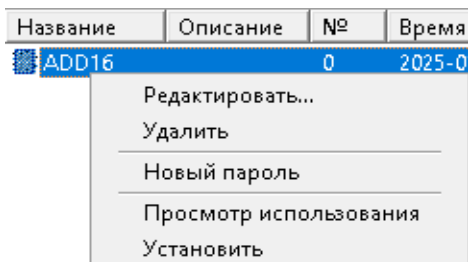 Название Описание № Время
ADD16 0 2025-0
Редактировать...
Удалить
Новый пароль
Просмотр использования
Установить